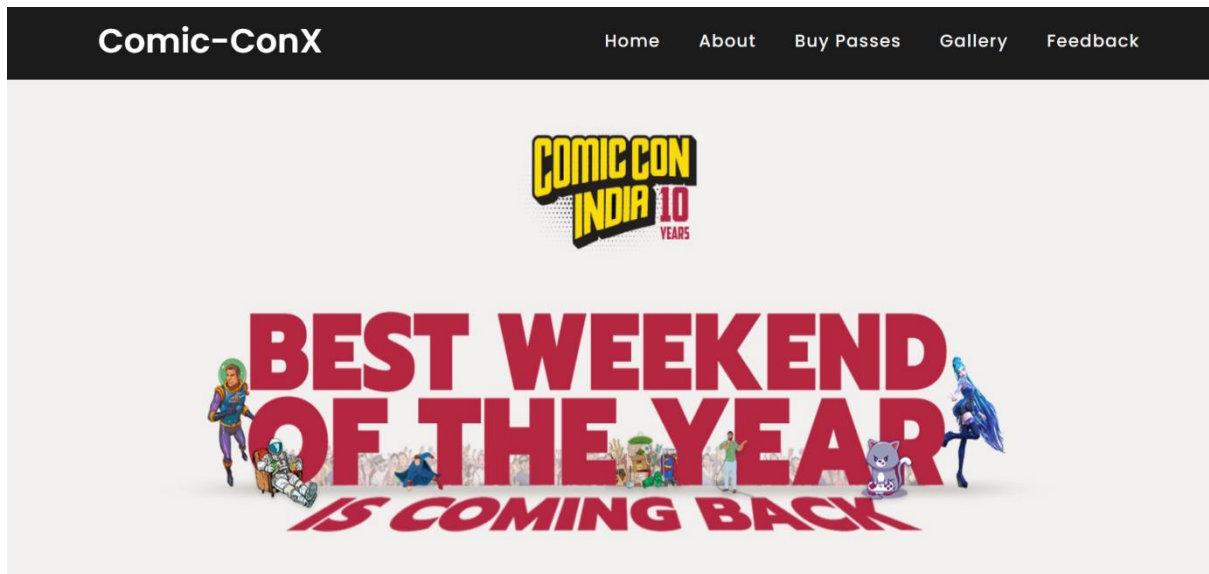 Comic-ConX
Home About Buy Passes Gallery Feedback
COMIC CON
INDIA 10
YEARS
BEST WEEKEND
OF THE YEAR
IS COMING BACK